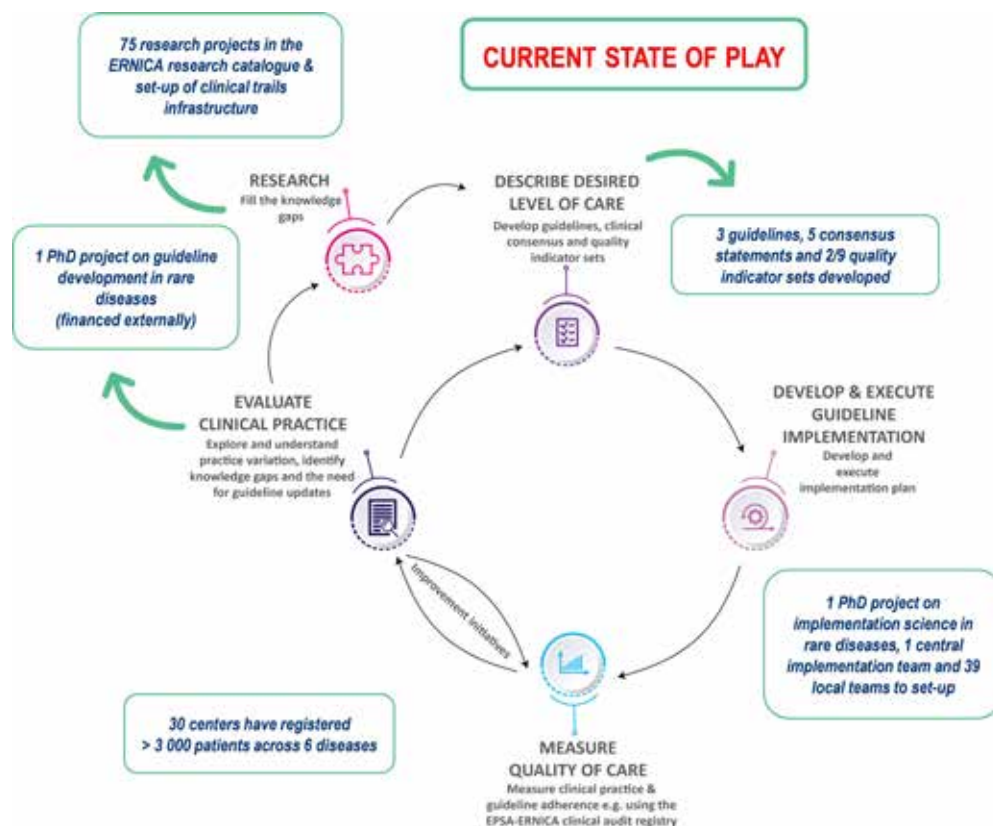 75 research projects in the
ERNICA research catalogue &
set-up of clinical trails
infrastructure
CURRENT STATE OF PLAY
RESEARCH
Fill the knowledge
gaps
DESCRIBE DESIRED
LEVEL OF CARE
Develop guidelines, clinical
consensus and quality
indicator sets
3 guidelines, 5 consensus
statements and 2/9 quality
indicator sets developed
1 PhD project on guideline
development in rare
diseases
(financed externally)
EVALUATE
CLINICAL PRACTICE
Explore and understand
practice variation, identify
knowledge gaps and the need
for guideline updates
DEVELOP & EXECUTE
GUIDELINE
IMPLEMENTATION
Develop and
execute
implementation plan
Improvement initiatives
1 PhD project on
implementation science in
rare diseases, 1 central
implementation team and 39
local teams to set-up
30 centers have registered
> 3 000 patients across 6 diseases
MEASURE
QUALITY OF CARE
Measure clinical practice &
guideline adherence e.g. using the
EPSA-ERNICA clinical audit registry